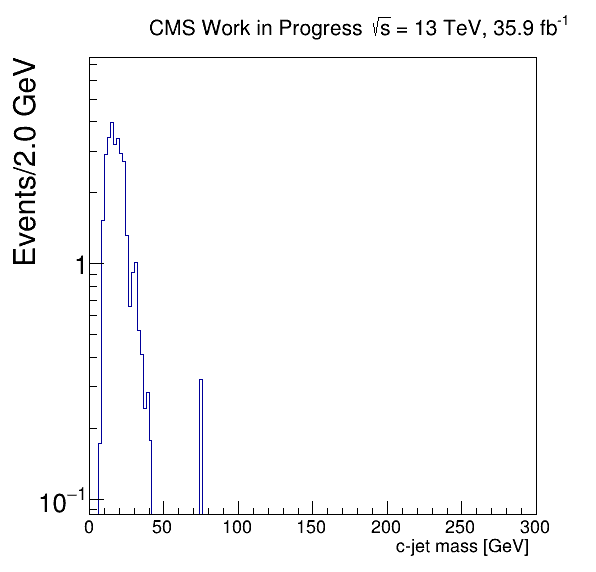 CMS Work in Progress √s = 13 TeV, 35.9 fb⁻¹
Events/2.0 GeV
1
10⁻¹
0 50 100 150 200 250 300
c-jet mass [GeV]